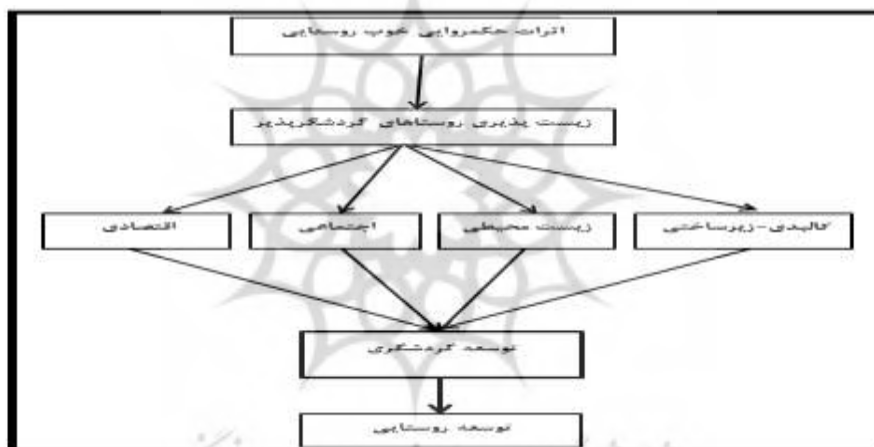 اثرات حکمروایی خوب روستایی
زیست پذیری روستاهای گردشگرپذیر
کالبدی-زیرساختی
زیست محیطی
اجتماعی
اقتصادی
توسعه گردشگری
توسعه روستایی